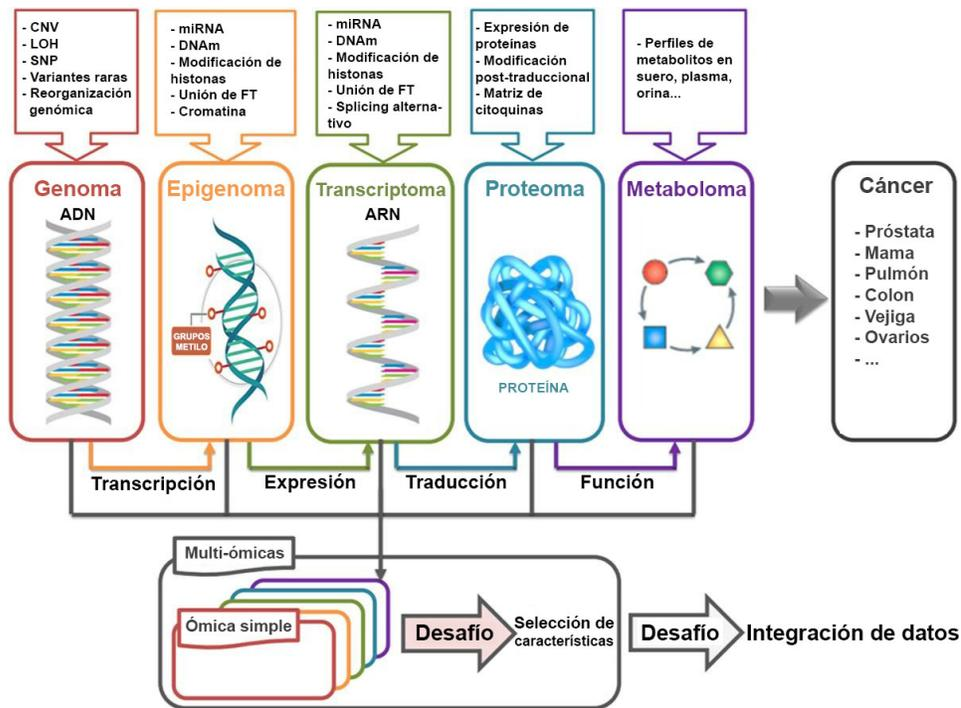 - CNV
- LOH
- SNP
- Variantes raras
- Reorganización
genómica
- miRNA
- DNAm
- Modificación de
histonas
- Unión de FT
- Cromatina
- miRNA
- DNAm
- Modificación de
histonas
- Unión de FT
- Splicing alterna-
tivo
- Expresión de
proteínas
- Modificación
post-traduccional
- Matriz de
citoquinas
- Perfiles de
metabolitos en
suero, plasma,
orina...
Genoma
ADN
Epigenoma
GRUPOS
METILO
Transcriptoma
ARN
Proteoma
PROTEÍNA
Metaboloma
Cáncer
- Próstata
- Mama
- Pulmón
- Colon
- Vejiga
- Ovarios
- ...
Transcripción
Expresión
Traducción
Función
Multi-ómicas
Ómica simple
Desafío
Selección de
características
Desafío
Integración de datos